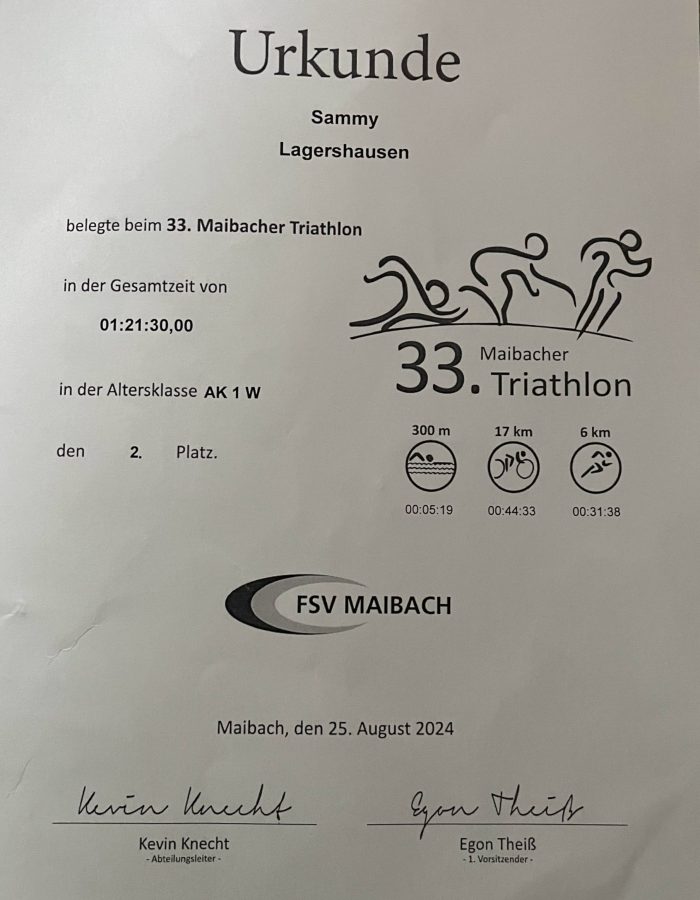 Urkunde
Sammy
Lagershausen
belegte beim 33. Maibacher Triathlon
in der Gesamtzeit von
01:21:30,00
in der Altersklasse AK 1 W
den 2. Platz.
33. Maibacher
Triathlon
300 m 17 km 6 km
00:05:19 00:44:33 00:31:38
FSV MAIBACH
Maibach, den 25. August 2024
Kevin Knecht Egon Theiß
Kevin Knecht Egon Theiß
- Abteilungsleiter - - 1. Vorsitzender -